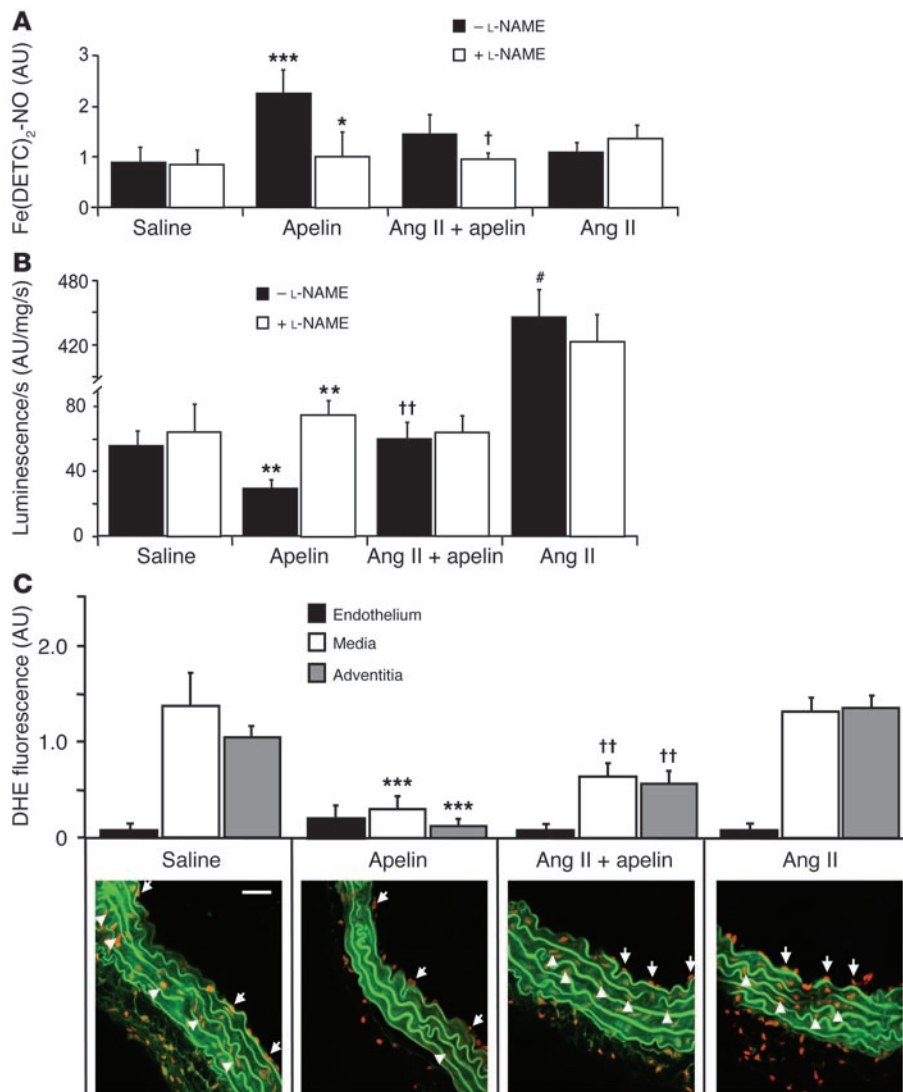 A
Fe(DETC)₂-NO (AU)
– L-NAME
+ L-NAME
3
2
1
0
***
*
†
Saline
Apelin
Ang II + apelin
Ang II
B
Luminescence/s (AU/mg/s)
– L-NAME
+ L-NAME
480
420
80
40
0
**
**
††
#
Saline
Apelin
Ang II + apelin
Ang II
C
DHE fluorescence (AU)
Endothelium
Media
Adventitia
2.0
1.0
0
***
***
††
††
Saline
Apelin
Ang II + apelin
Ang II